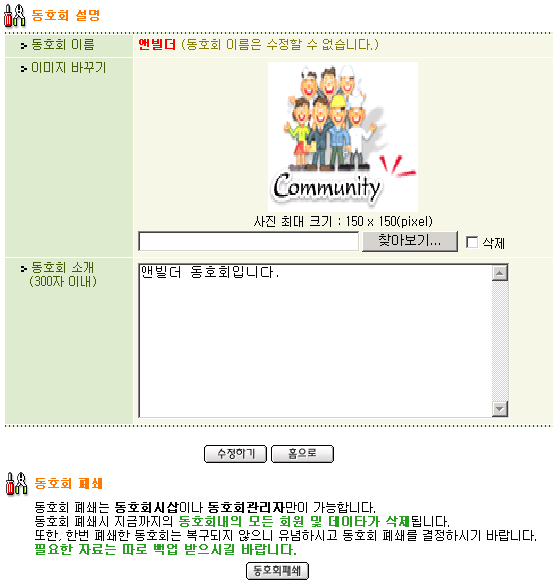 동호회 설명
동호회 이름
앤빌더 (동호회 이름은 수정할 수 없습니다.)
이미지 바꾸기
Community
사진 최대 크기 : 150 x 150(pixel)
찾아보기... 삭제
동호회 소개
(300자 이내)
앤빌더 동호회입니다.
수정하기 홈으로
동호회 폐쇄
동호회 폐쇄는 동호회시샵이나 동호회관리자만이 가능합니다.
동호회 폐쇄시 지금까지의 동호회내의 모든 회원 및 데이타가 삭제됩니다.
또한, 한번 폐쇄한 동호회는 복구되지 않으니 유념하시고 동호회 폐쇄를 결정하시기 바랍니다.
필요한 자료는 따로 백업 받으시길 바랍니다.
동호회폐쇄